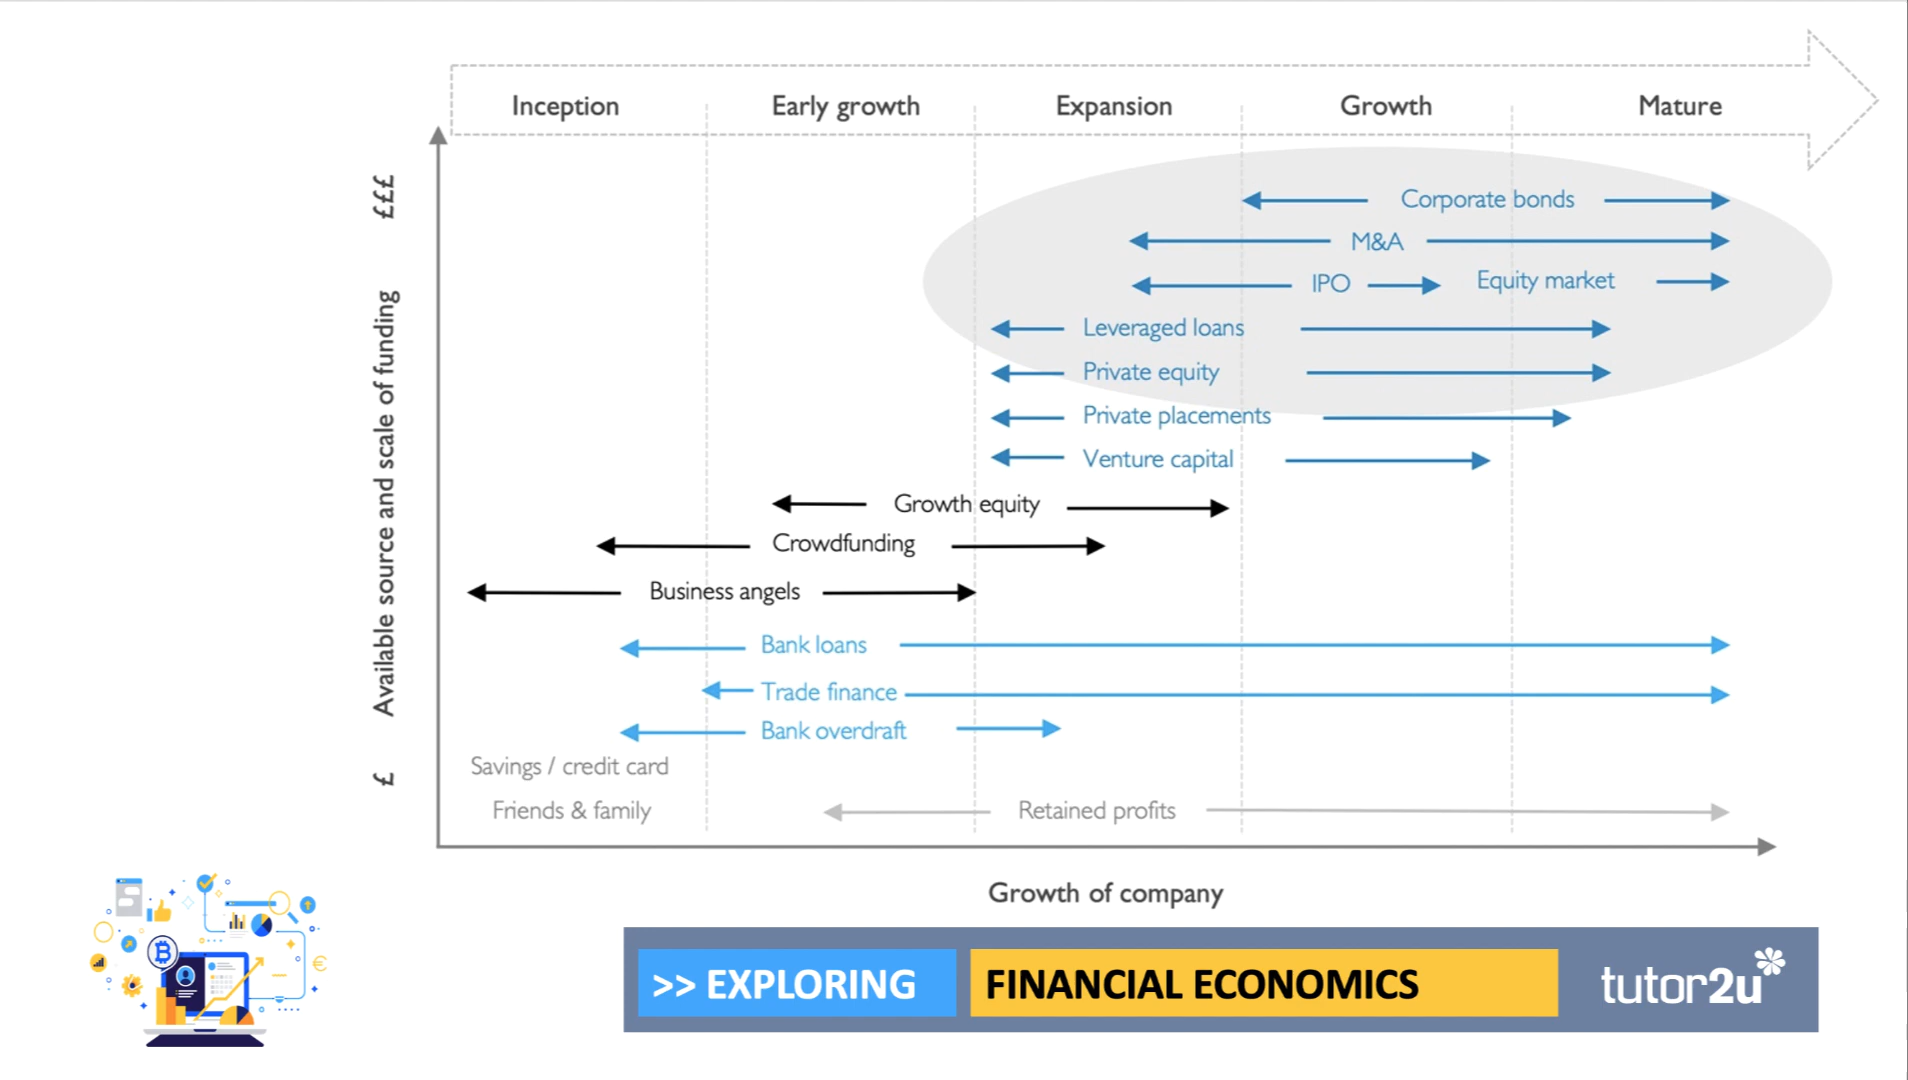 Inception Early growth Expansion Growth Mature
£££
Available source and scale of funding
£
Corporate bonds
M&A
IPO Equity market
Leveraged loans
Private equity
Private placements
Venture capital
Growth equity
Crowdfunding
Business angels
Bank loans
Trade finance
Bank overdraft
Savings / credit card
Friends & family Retained profits
Growth of company
>> EXPLORING FINANCIAL ECONOMICS tutor2u